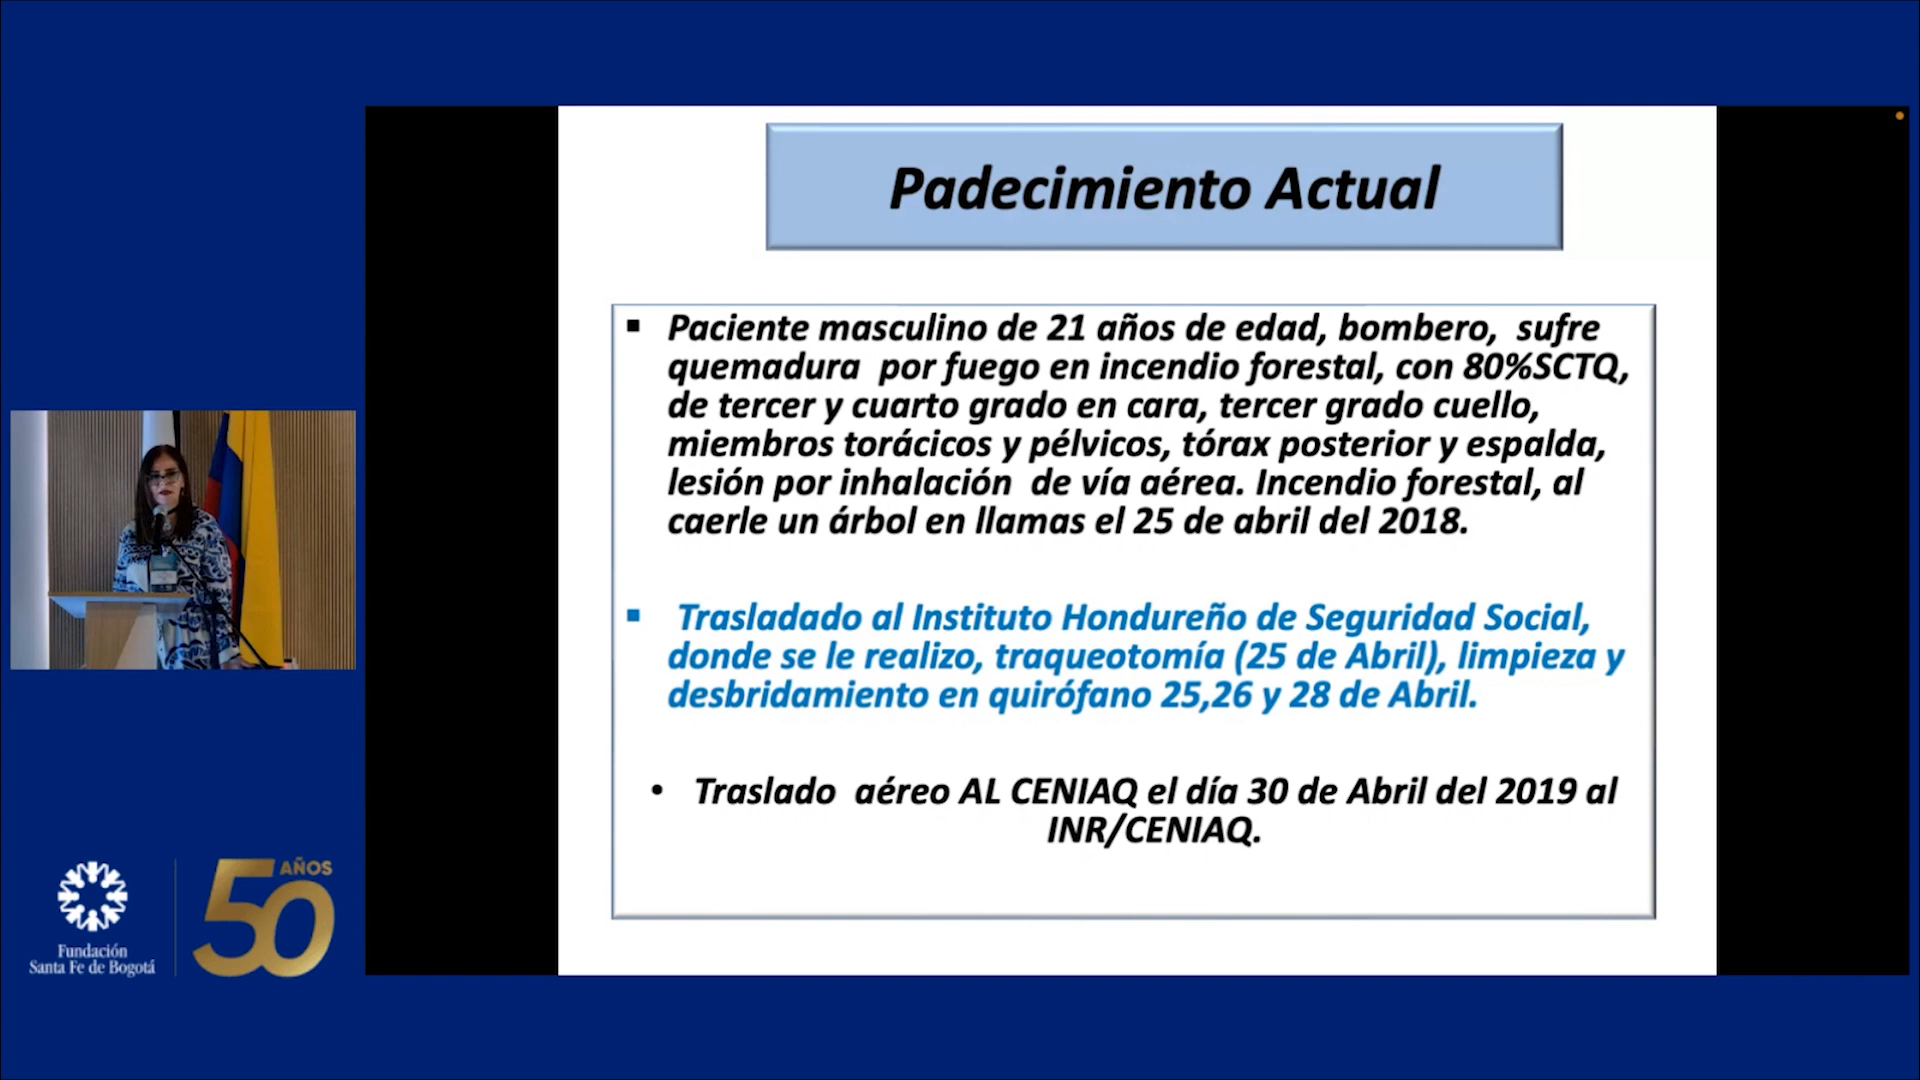 Padecimiento Actual
Paciente masculino de 21 años de edad, bombero, sufre
quemadura por fuego en incendio forestal, con 80%SCTQ,
de tercer y cuarto grado en cara, tercer grado cuello,
miembros torácicos y pélvicos, tórax posterior y espalda,
lesión por inhalación de vía aérea. Incendio forestal, al
caerle un árbol en llamas el 25 de abril del 2018.
Trasladado al Instituto Hondureño de Seguridad Social,
donde se le realizo, traqueotomía (25 de Abril), limpieza y
desbridamiento en quirófano 25,26 y 28 de Abril.
Traslado aéreo AL CENIAQ el día 30 de Abril del 2019 al
INR/CENIAQ.
Fundación
Santa Fe de Bogotá
50 AÑOS